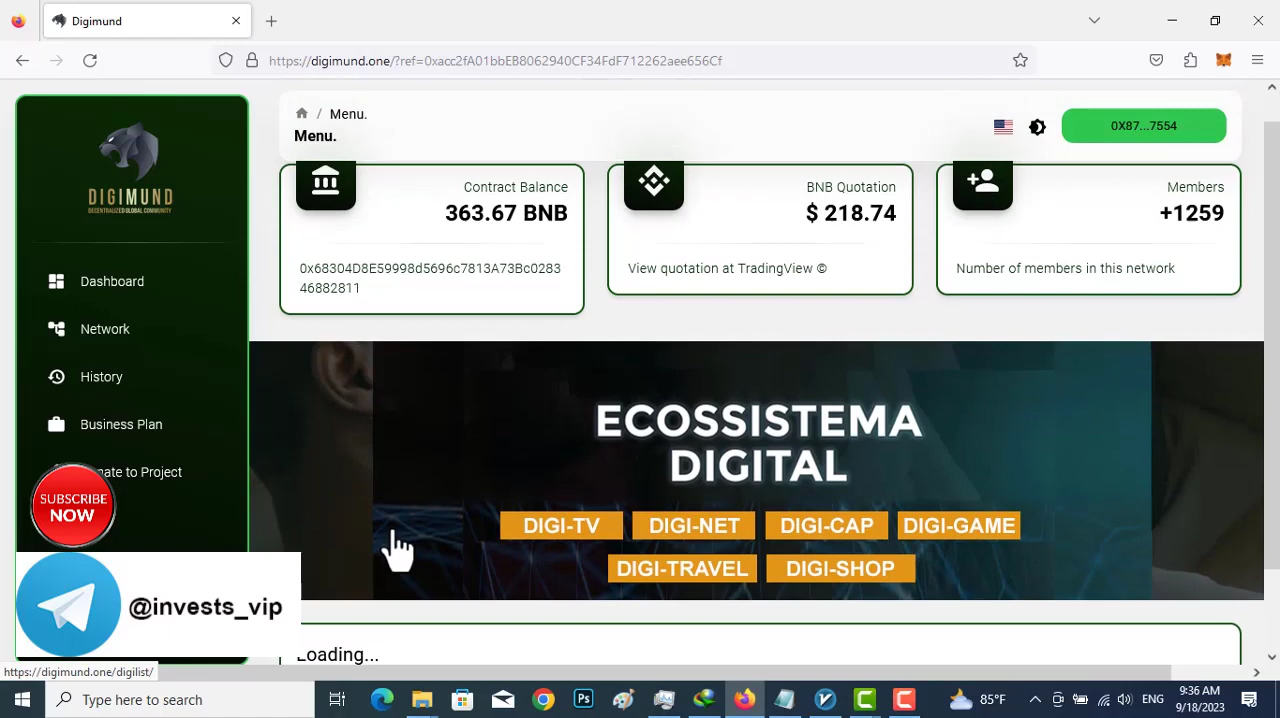 Digimund
https://digimund.one/?ref=0xacc2fA01bbEB8062940CF34FdF712262aee656Cf
DIGIMUND
DECENTRALIZED GLOBAL COMMUNITY
Dashboard
Network
History
Business Plan
nate to Project
SUBSCRIBE
NOW
@invests_vip
https://digimund.one/digilist/
/ Menu.
Menu.
0X87...7554
Contract Balance
363.67 BNB
0x68304D8E59998d5696c7813A73Bc0283
46882811
BNB Quotation
$ 218.74
View quotation at TradingView ©
Members
+1259
Number of members in this network
ECOSSISTEMA
DIGITAL
DIGI-TV DIGI-NET DIGI-CAP DIGI-GAME
DIGI-TRAVEL DIGI-SHOP
Loading...
Type here to search
Ps
85°F
ENG
9:36 AM
9/18/2023